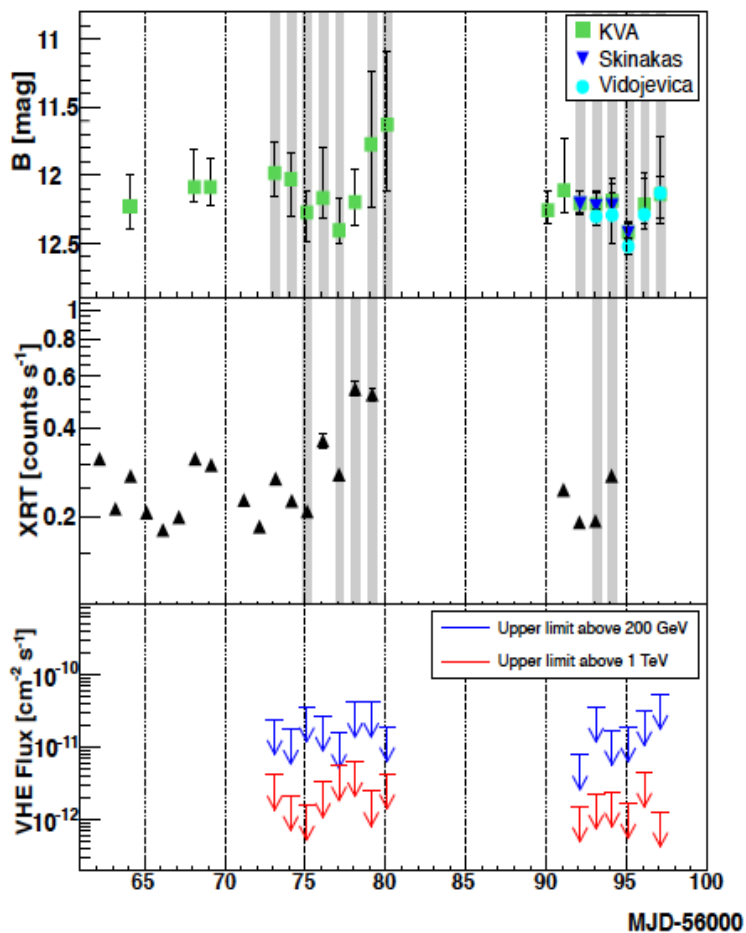 11
11.5
12
12.5
B [mag]
KVA
Skinakas
Vidojevica
1
0.8
0.6
0.4
0.2
XRT [counts s⁻¹]
Upper limit above 200 GeV
Upper limit above 1 TeV
10⁻¹⁰
10⁻¹¹
10⁻¹²
VHE Flux [cm⁻² s⁻¹]
65 70 75 80 85 90 95 100
MJD-56000